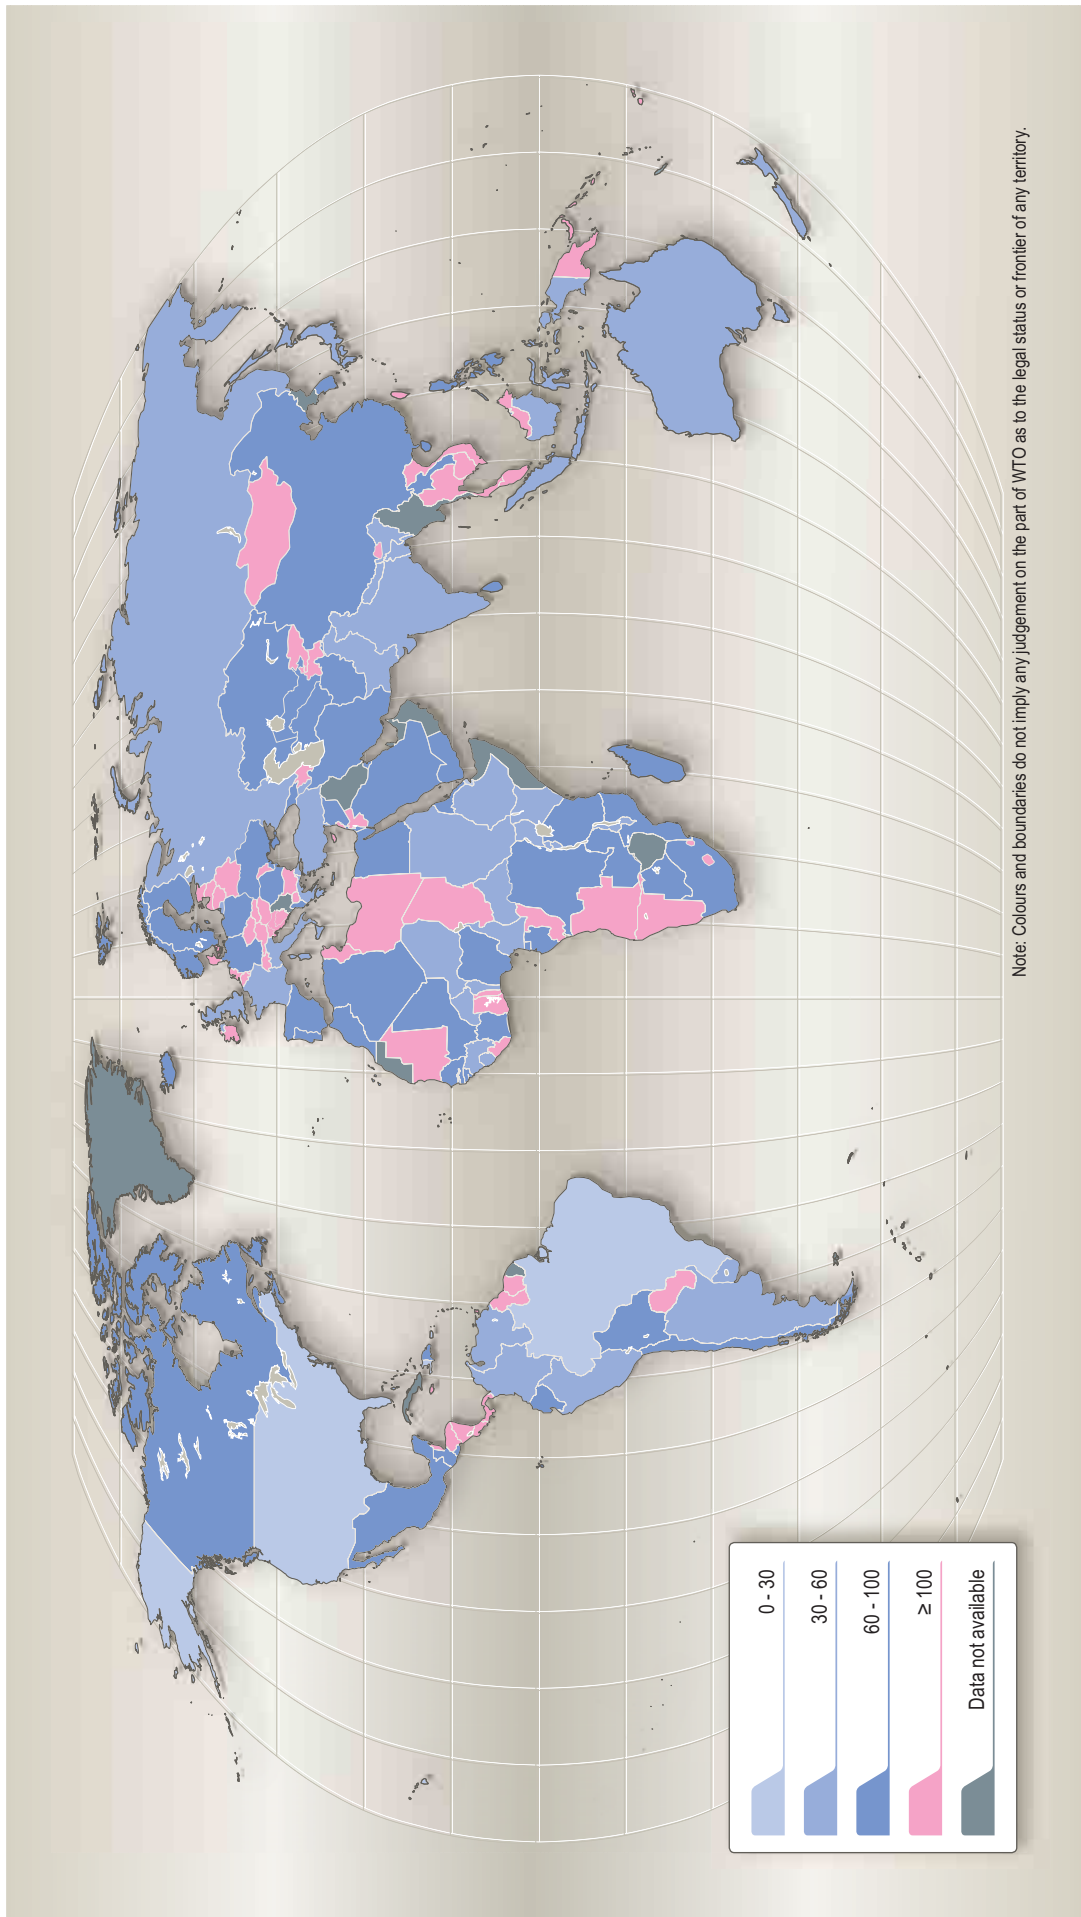 0 - 30
30 - 60
60 - 100
≥ 100
Data not available
Note: Colours and boundaries do not imply any judgement on the part of WTO as to the legal status or frontier of any territory.